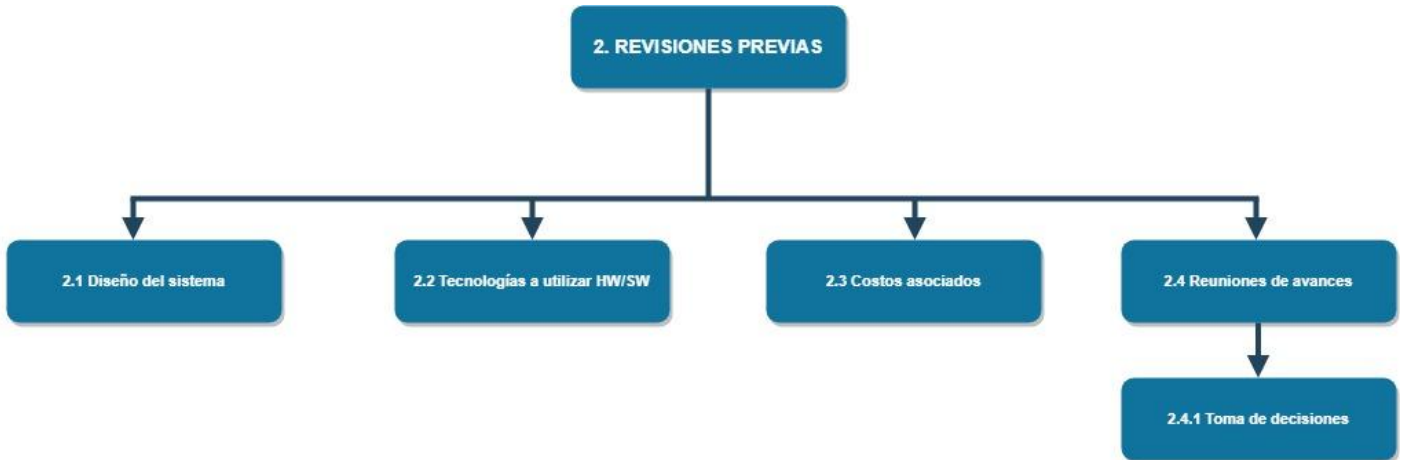 2. REVISIONES PREVIAS
2.1 Diseño del sistema
2.2 Tecnologías a utilizar HW/SW
2.3 Costos asociados
2.4 Reuniones de avances
2.4.1 Toma de decisiones